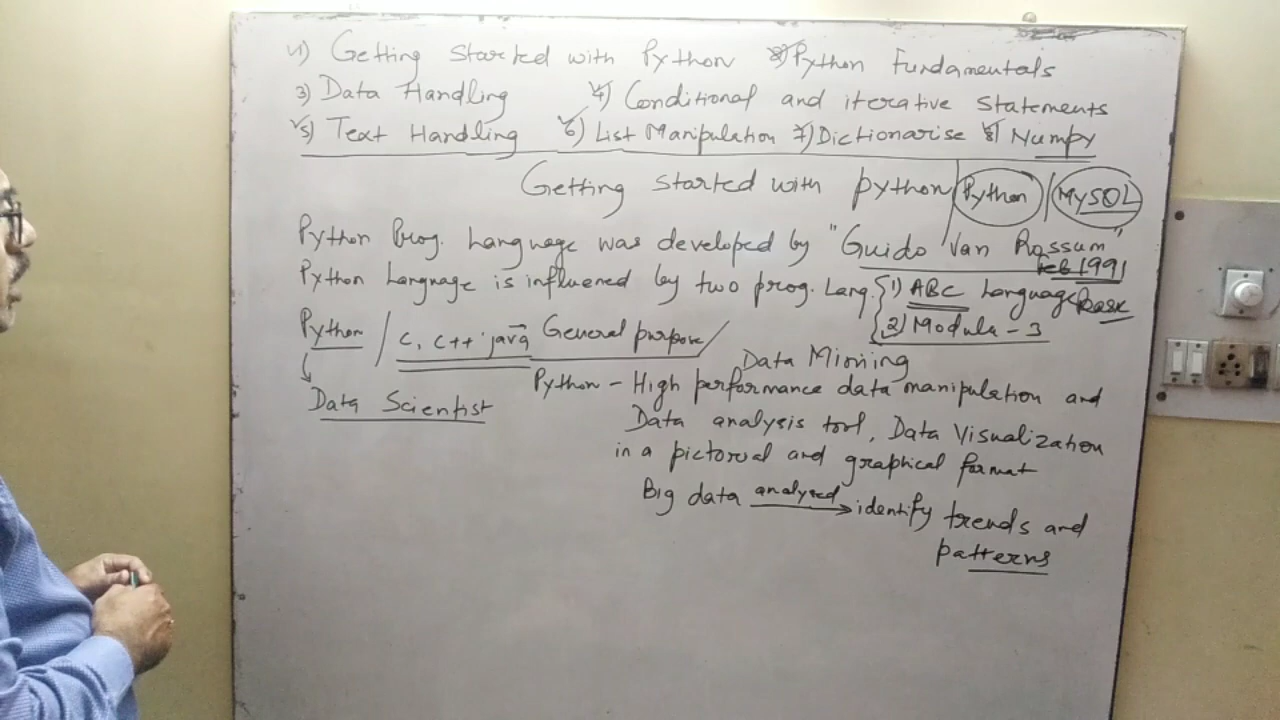 1) Getting started with Python 2) Python Fundamentals
3) Data Handling 4) Conditional and iterative statements
5) Text Handling 6) List Manipulation 7) Dictionarise 8) Numpy
Getting started with python Python / MySQL
Python Prog. Language was developed by "Guido Van Rossum"
Feb 1991
Python Language is influened by two prog. Lang. { 1) ABC Language
2) Modula - 3
Python / C, C++ java General purpose /
Data Mining
Data Scientist
Python - High performance data manipulation and
Data analysis tool, Data Visualization
in a pictorial and graphical format
Big data analysed → identify trends and
patterns